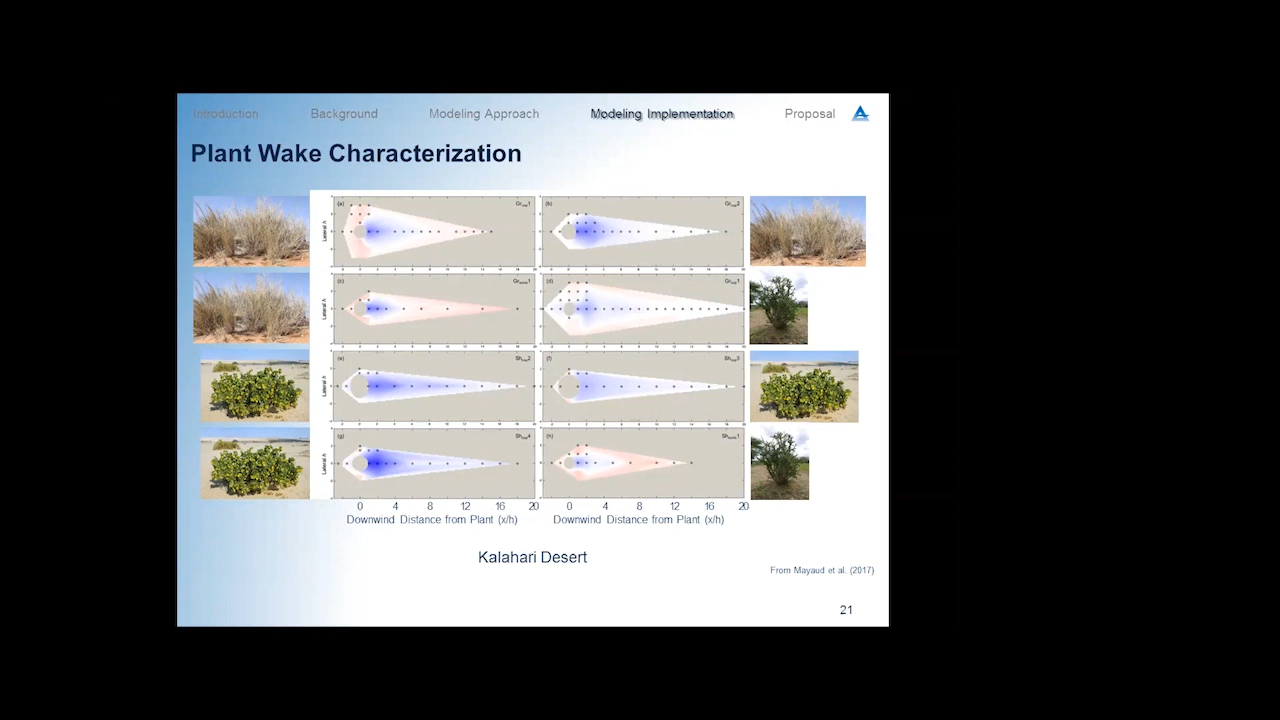 Introduction Background Modeling Approach Modeling Implementation Proposal
Plant Wake Characterization
(a) (b)
(c) (d)
(e) (f)
(g) (h)
0 4 8 12 16 20 0 4 8 12 16 20
Downwind Distance from Plant (x/h) Downwind Distance from Plant (x/h)
Kalahari Desert
From Mayaud et al. (2017)
21